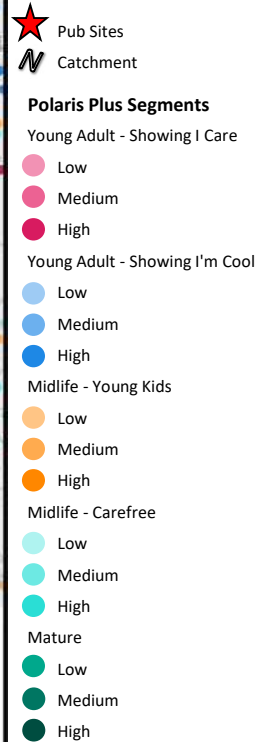 Pub Sites
N Catchment
Polaris Plus Segments
Young Adult - Showing I Care
Low
Medium
High
Young Adult - Showing I'm Cool
Low
Medium
High
Midlife - Young Kids
Low
Medium
High
Midlife - Carefree
Low
Medium
High
Mature
Low
Medium
High